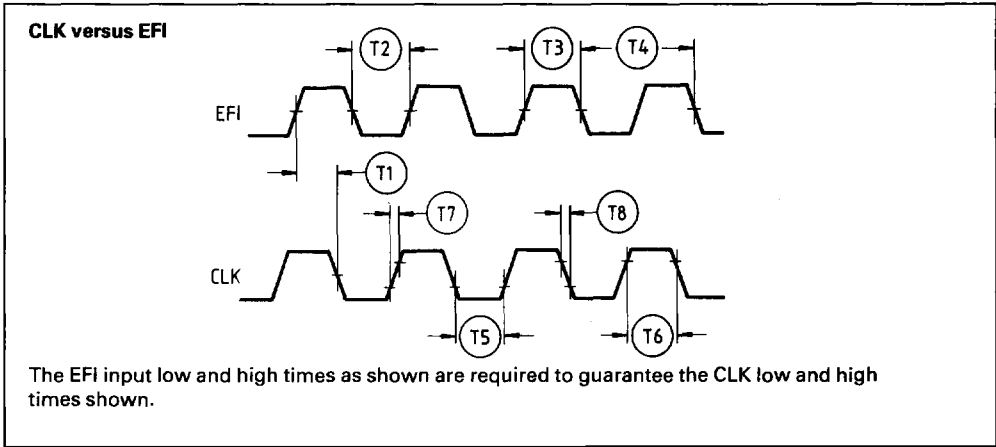 CLK versus EFI
T2
T3
T4
EFI
T1
T7
T8
CLK
T5
T6
The EFI input low and high times as shown are required to guarantee the CLK low and high
times shown.